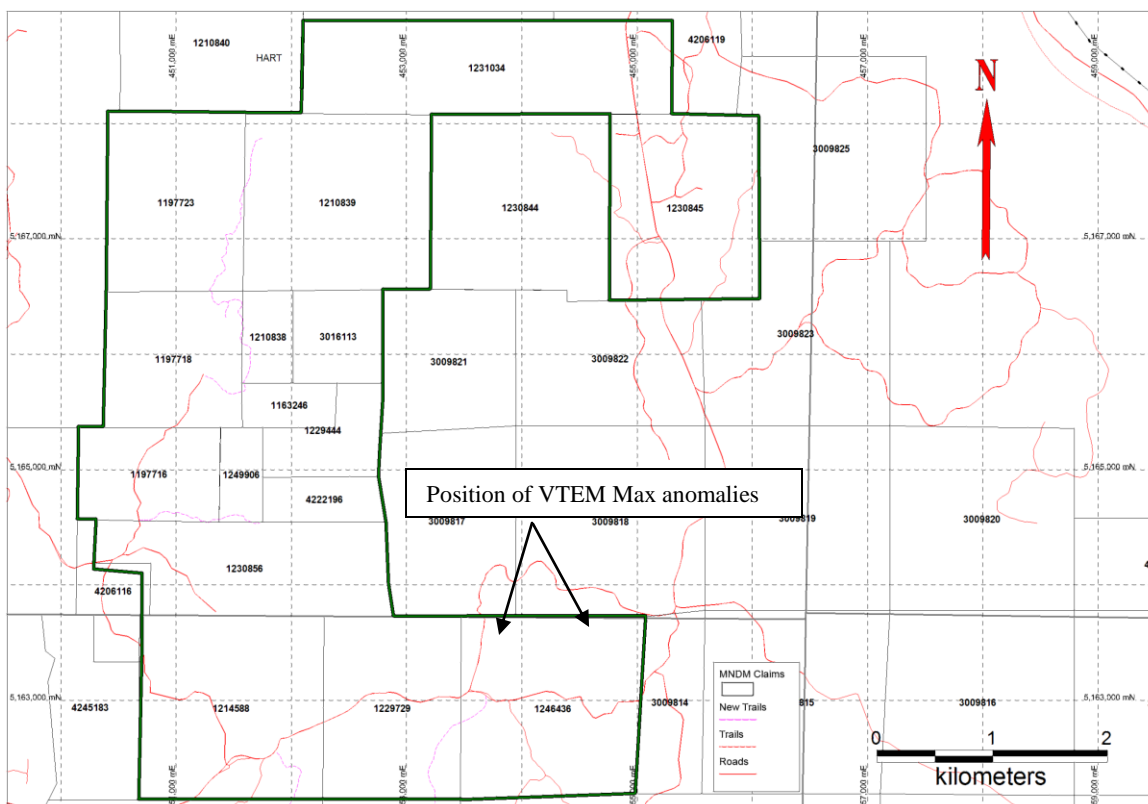 1210840
HART
451,000 mE
453,000 mE
455,000 mE
4206119
457,000 mE
459,000 mE
1231034
N
3009825
1197723
1210839
1230844
1230845
5,167,000 mN
5,167,000 mN
1197718
1210838
3016113
3009821
3009822
3009823
1163246
1229444
5,165,000 mN
5,165,000 mN
1197716
1249906
4222196
Position of VTEM Max anomalies
3009817
3009818
3009819
3009820
1230856
4206116
5,163,000 mN
5,163,000 mN
4245183
1214588
1229729
1246436
3009814
815
3009816
MNDM Claims
New Trails
Trails
Roads
0 1 2
kilometers